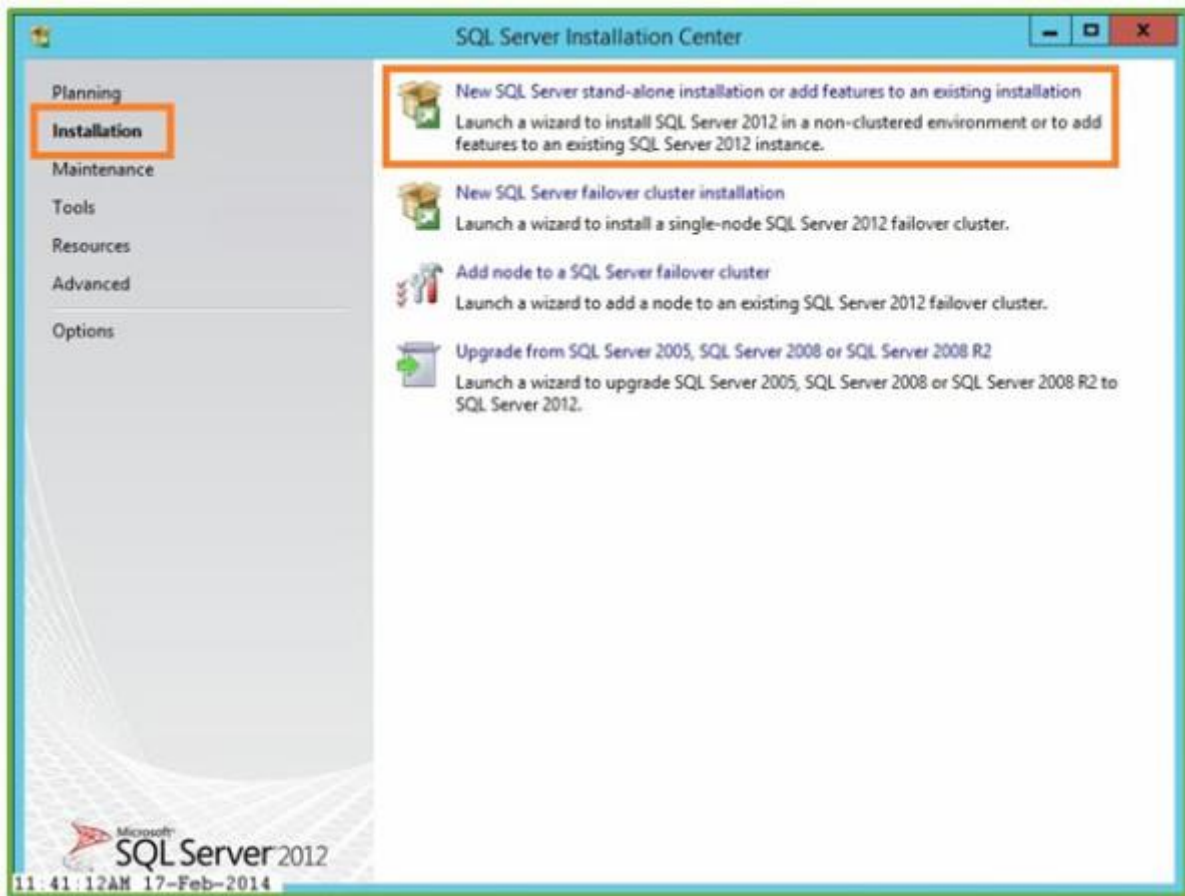 SQL Server Installation Center
Planning
Installation
Maintenance
Tools
Resources
Advanced
Options
New SQL Server stand-alone installation or add features to an existing installation
Launch a wizard to install SQL Server 2012 in a non-clustered environment or to add
features to an existing SQL Server 2012 instance.
New SQL Server failover cluster installation
Launch a wizard to install a single-node SQL Server 2012 failover cluster.
Add node to a SQL Server failover cluster
Launch a wizard to add a node to an existing SQL Server 2012 failover cluster.
Upgrade from SQL Server 2005, SQL Server 2008 or SQL Server 2008 R2
Launch a wizard to upgrade SQL Server 2005, SQL Server 2008 or SQL Server 2008 R2 to
SQL Server 2012.
Microsoft
SQL Server 2012
11:41:12AM 17-Feb-2014